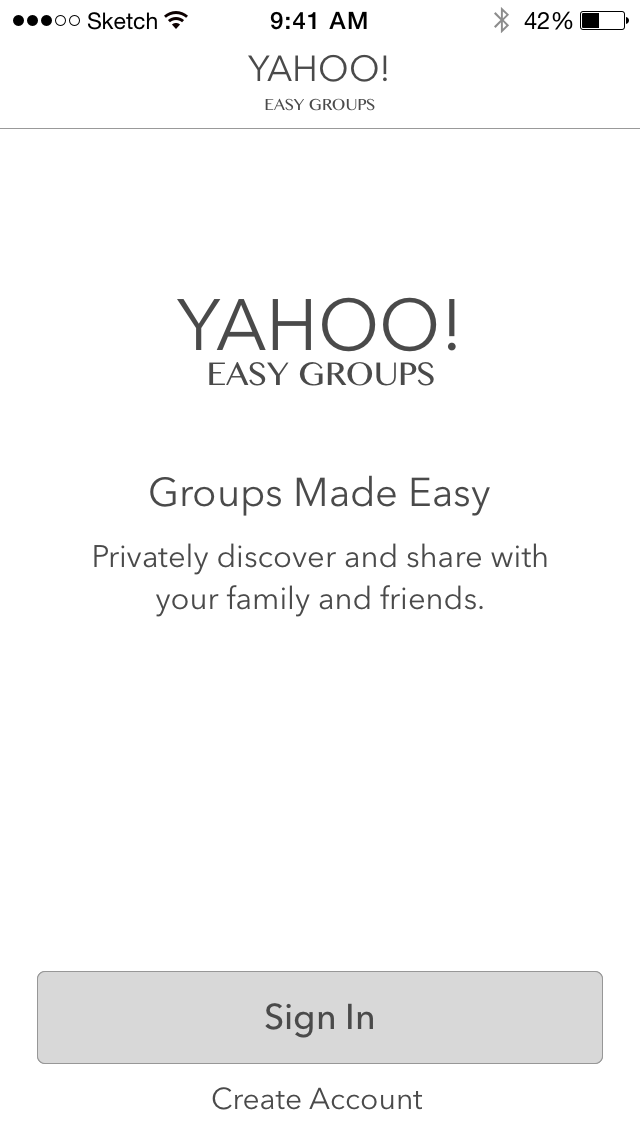 Sketch 9:41 AM 42%
YAHOO!
EASY GROUPS
YAHOO!
EASY GROUPS
Groups Made Easy
Privately discover and share with
your family and friends.
Sign In
Create Account